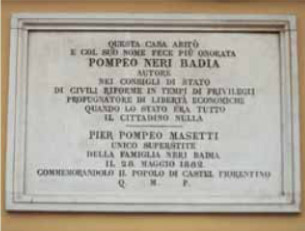 QUESTA CASA ABITÒ
E COL SUO NOME FECE PIÙ ONORATA
POMPEO NERI BADIA
AUTORE
NEI CONSIGLI DI STATO
DI CIVILI RIFORME IN TEMPI DI PRIVILEGI
PROPUGNATORE DI LIBERTÀ ECONOMICHE
QUANDO LO STATO ERA TUTTO
IL CITTADINO NULLA
PIER POMPEO MASETTI
UNICO SUPERSTITE
DELLA FAMIGLIA NERI BADIA
IL 28 MAGGIO 1882
COMMEMORANDOLO IL POPOLO DI CASTEL FIORENTINO
Q. M. P.